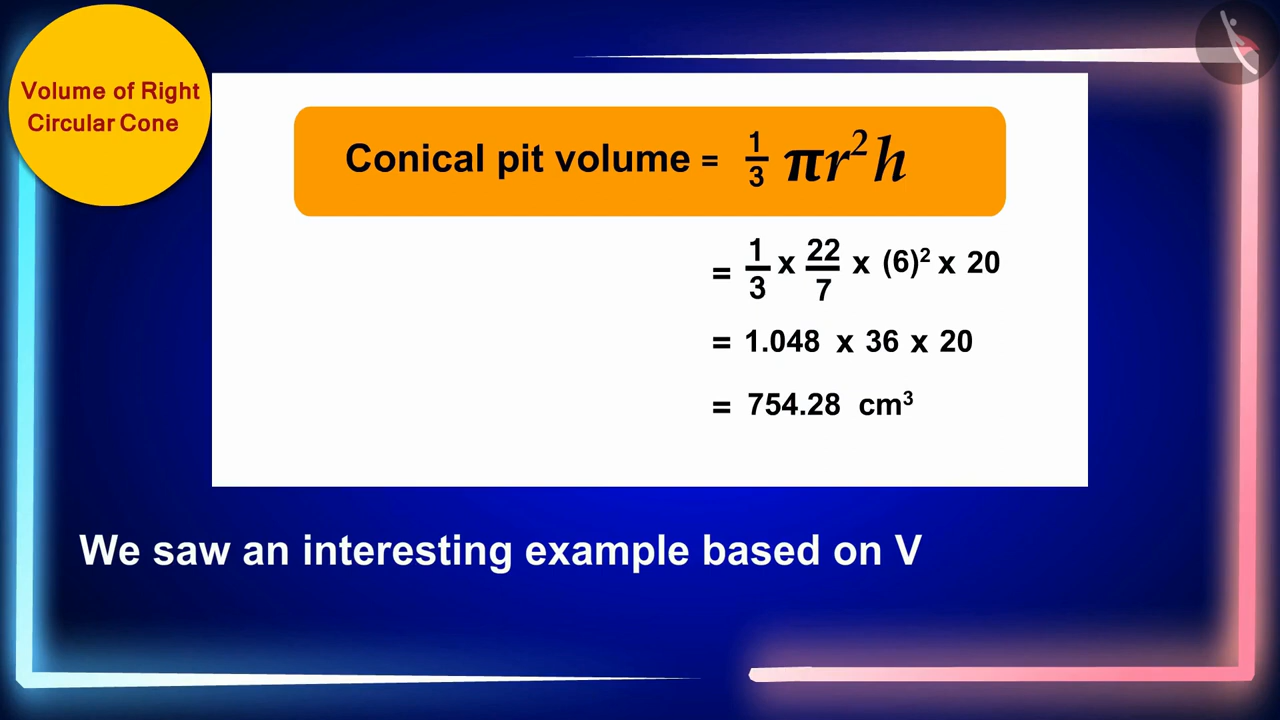 Volume of Right
Circular Cone
Conical pit volume = 1/3 πr²h
= 1/3 x 22/7 x (6)² x 20
= 1.048 x 36 x 20
= 754.28 cm³
We saw an interesting example based on V